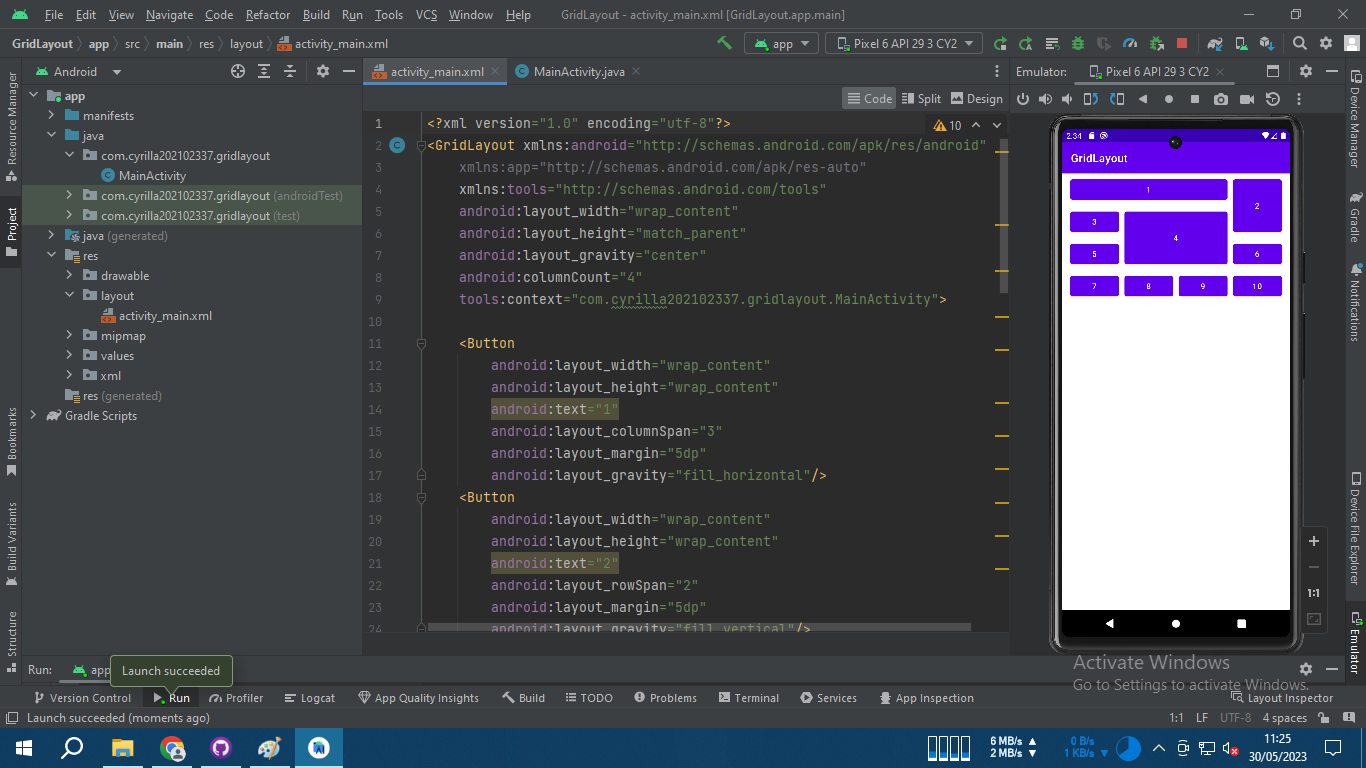 File Edit View Navigate Code Refactor Build Run Tools VCS Window Help GridLayout - activity_main.xml [GridLayout.app.main]
GridLayout app src main res layout activity_main.xml app Pixel 6 API 29 3 CY2
Android
activity_main.xml MainActivity.java
Emulator: Pixel 6 API 29 3 CY2
Code Split Design
Resource Manager
Project
Bookmarks
Build Variants
Structure
app
manifests
java
com.cyrilla202102337.gridlayout
MainActivity
com.cyrilla202102337.gridlayout (androidTest)
com.cyrilla202102337.gridlayout (test)
java (generated)
res
drawable
layout
activity_main.xml
mipmap
values
xml
res (generated)
Gradle Scripts
10
1 <?xml version="1.0" encoding="utf-8"?>
2 <GridLayout xmlns:android="http://schemas.android.com/apk/res/android"
3 xmlns:app="http://schemas.android.com/apk/res-auto"
4 xmlns:tools="http://schemas.android.com/tools"
5 android:layout_width="wrap_content"
6 android:layout_height="match_parent"
7 android:layout_gravity="center"
8 android:columnCount="4"
9 tools:context="com.cyrilla202102337.gridlayout.MainActivity">
10
11 <Button
12 android:layout_width="wrap_content"
13 android:layout_height="wrap_content"
14 android:text="1"
15 android:layout_columnSpan="3"
16 android:layout_margin="5dp"
17 android:layout_gravity="fill_horizontal"/>
18 <Button
19 android:layout_width="wrap_content"
20 android:layout_height="wrap_content"
21 android:text="2"
22 android:layout_rowSpan="2"
23 android:layout_margin="5dp"
24 android:layout_gravity="fill_vertical"/>
2:34
GridLayout
1
2
3
4
5
6
7 8 9 10
1:1
Device Manager
Gradle
Notifications
Device File Explorer
Emulator
Activate Windows
Go to Settings to activate Windows.
Run: app
Launch succeeded
Version Control Run Profiler Logcat App Quality Insights Build TODO Problems Terminal Services App Inspection Layout Inspector
Launch succeeded (moments ago) 1:1 LF UTF-8 4 spaces
6 MB/s 0 B/s 11:25
2 MB/s 1 KB/s 30/05/2023